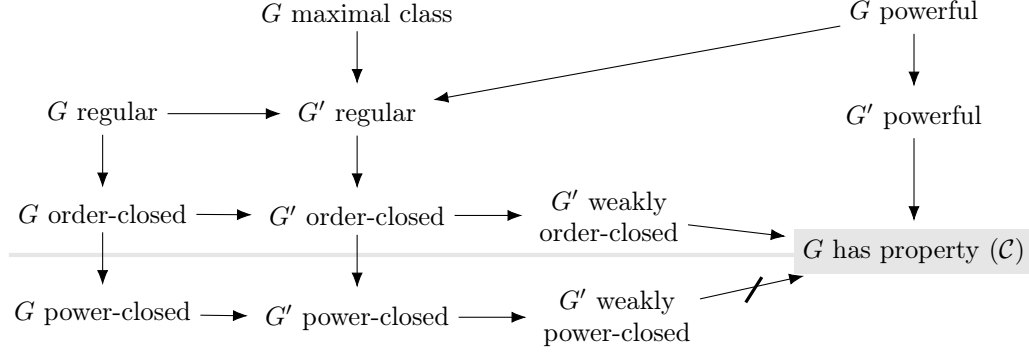 G maximal class
G powerful
G regular
G′ regular
G′ powerful
G order-closed
G′ order-closed
G′ weakly
order-closed
G has property (𝒞)
G power-closed
G′ power-closed
G′ weakly
power-closed